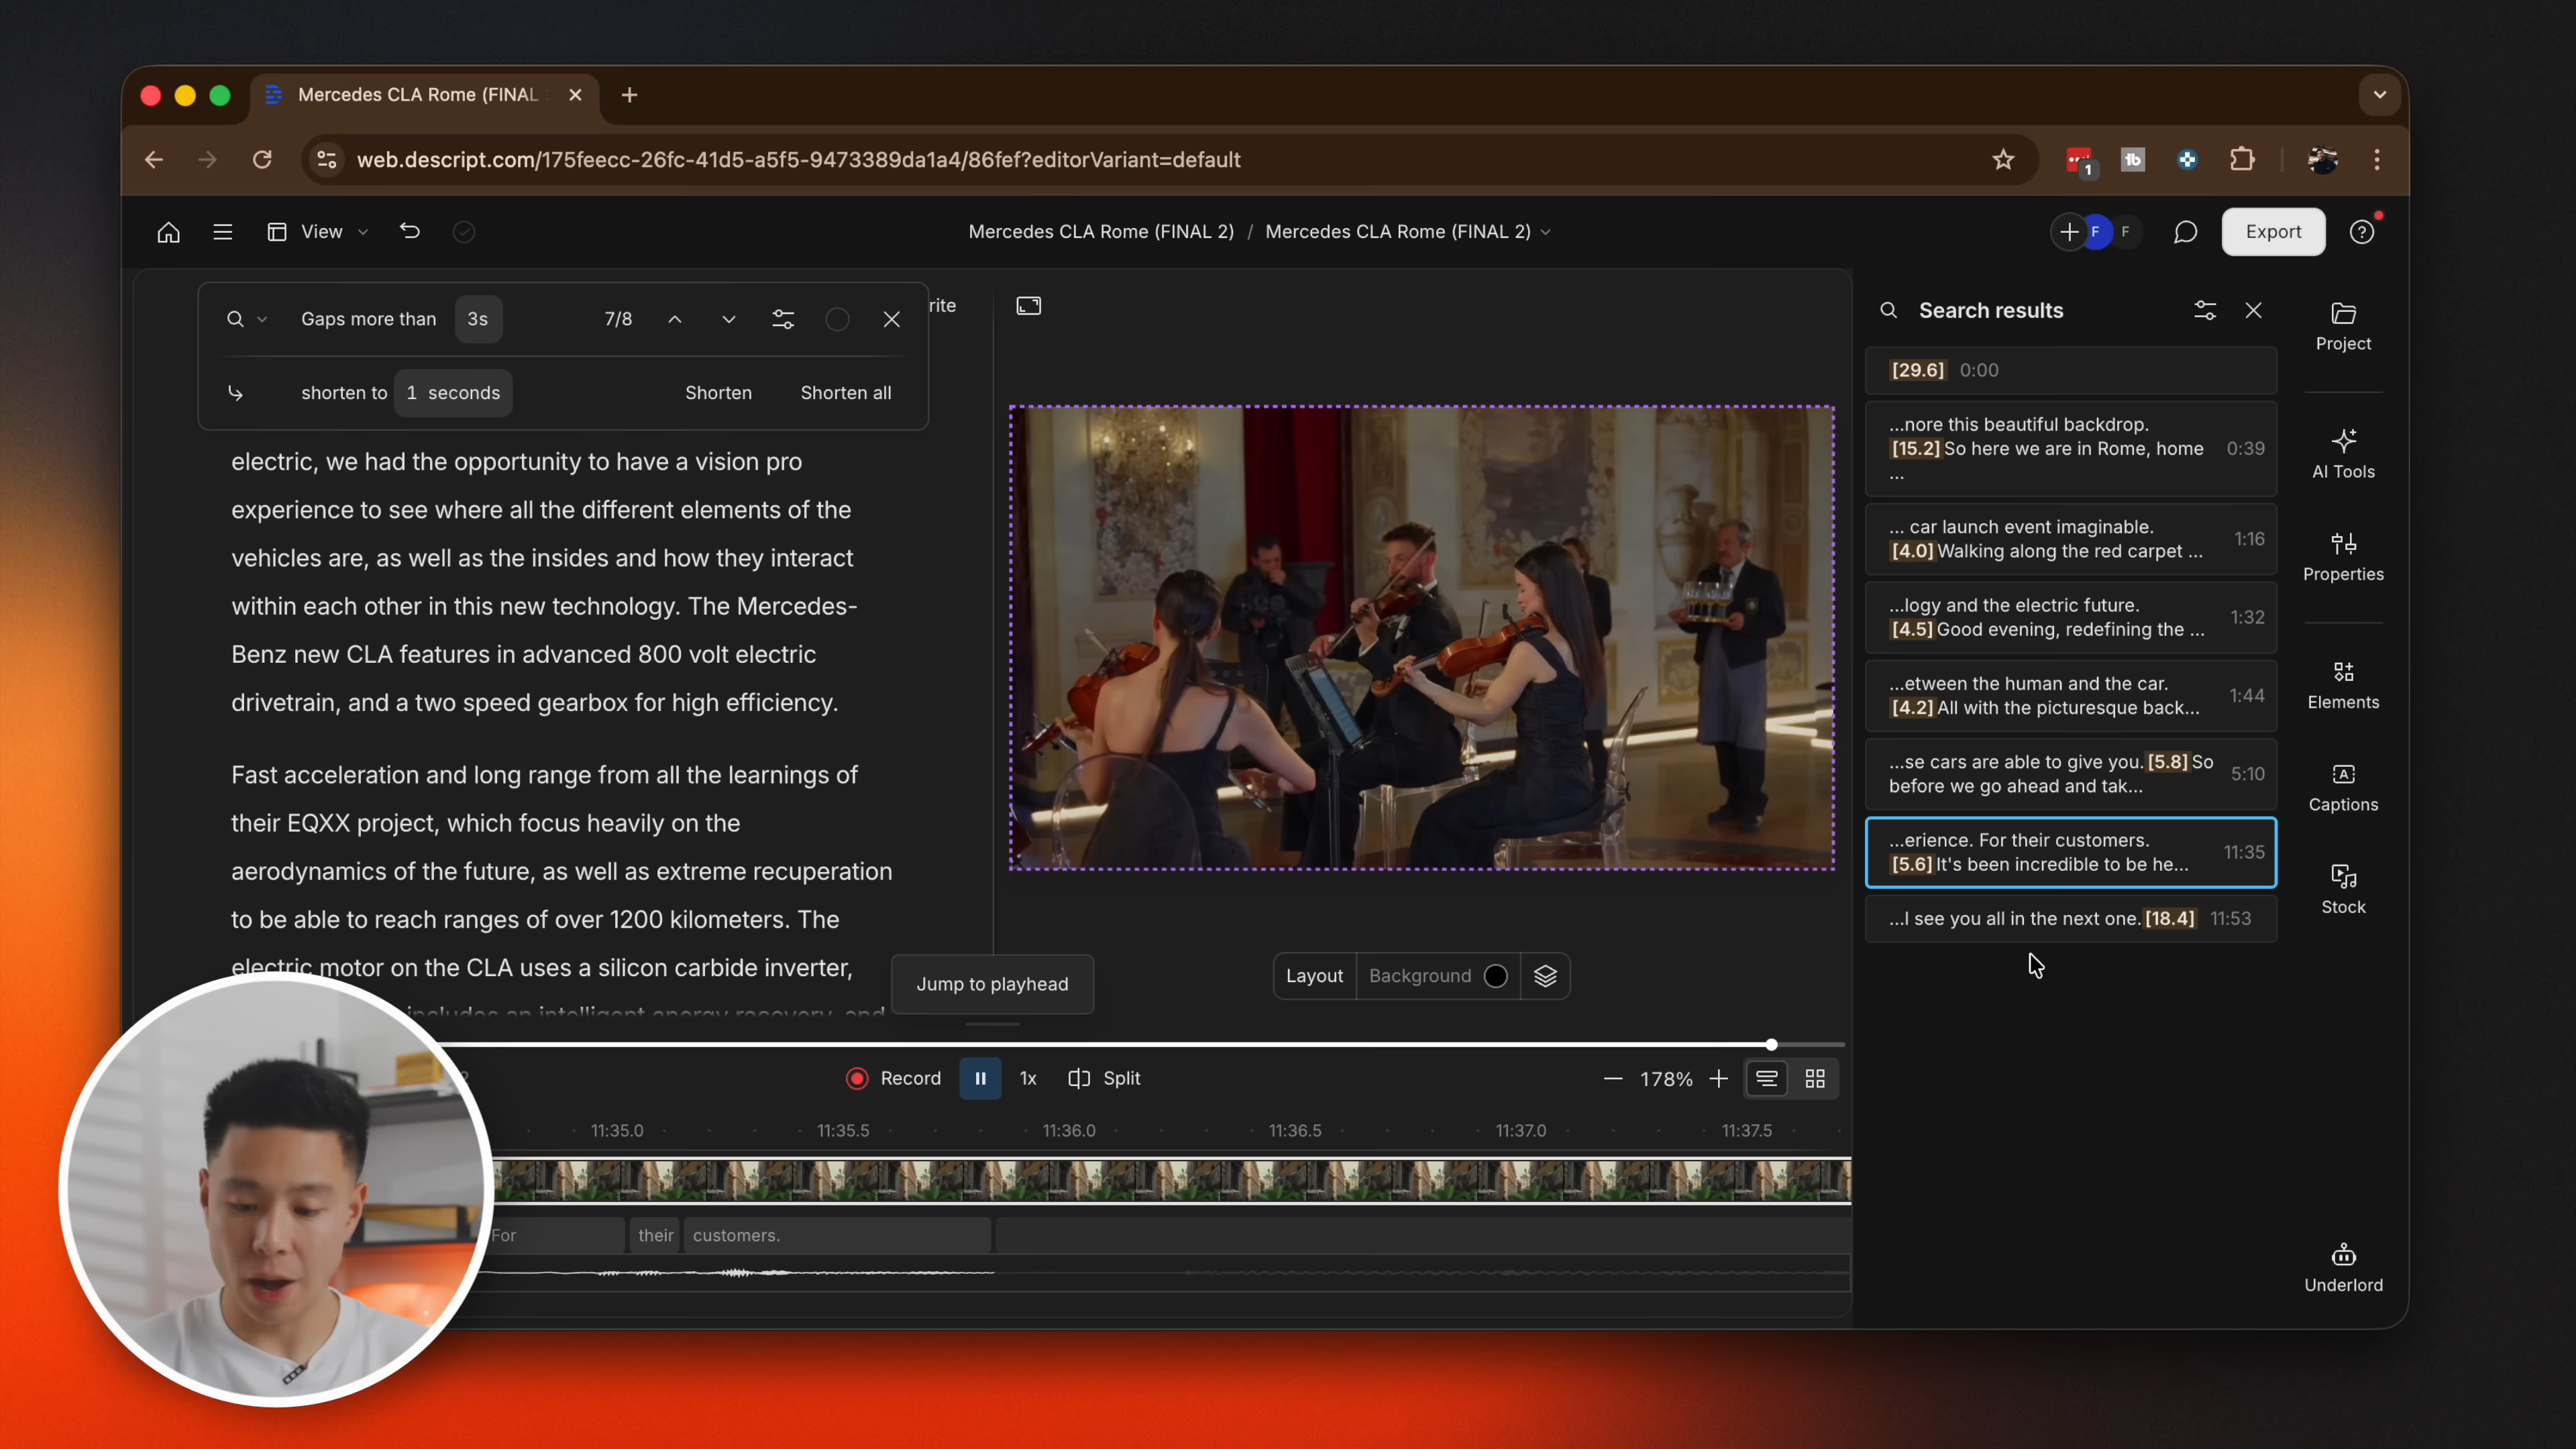 Mercedes CLA Rome (FINAL
web.descript.com/175feecc-26fc-41d5-a5f5-9473389da1a4/86fef?editorVariant=default
1
View
Mercedes CLA Rome (FINAL 2) / Mercedes CLA Rome (FINAL 2)
F
F
Export
Gaps more than 3s
7/8
shorten to 1 seconds
Shorten
Shorten all
rite
electric, we had the opportunity to have a vision pro
experience to see where all the different elements of the
vehicles are, as well as the insides and how they interact
within each other in this new technology. The Mercedes-
Benz new CLA features in advanced 800 volt electric
drivetrain, and a two speed gearbox for high efficiency.
Fast acceleration and long range from all the learnings of
their EQXX project, which focus heavily on the
aerodynamics of the future, as well as extreme recuperation
to be able to reach ranges of over 1200 kilometers. The
electric motor on the CLA uses a silicon carbide inverter,
includes an intelligent energy recovery, and
Jump to playhead
Layout
Background
Search results
[29.6] 0:00
...nore this beautiful backdrop.
[15.2] So here we are in Rome, home
...
0:39
... car launch event imaginable.
[4.0] Walking along the red carpet ...
1:16
...logy and the electric future.
[4.5] Good evening, redefining the ...
1:32
...etween the human and the car.
[4.2] All with the picturesque back...
1:44
...se cars are able to give you. [5.8] So
before we go ahead and tak...
5:10
...erience. For their customers.
[5.6] It's been incredible to be he...
11:35
...I see you all in the next one. [18.4] 11:53
Project
AI Tools
Properties
Elements
Captions
Stock
Underlord
Record
1x
Split
178%
11:35.0
11:35.5
11:36.0
11:36.5
11:37.0
11:37.5
For
their
customers.